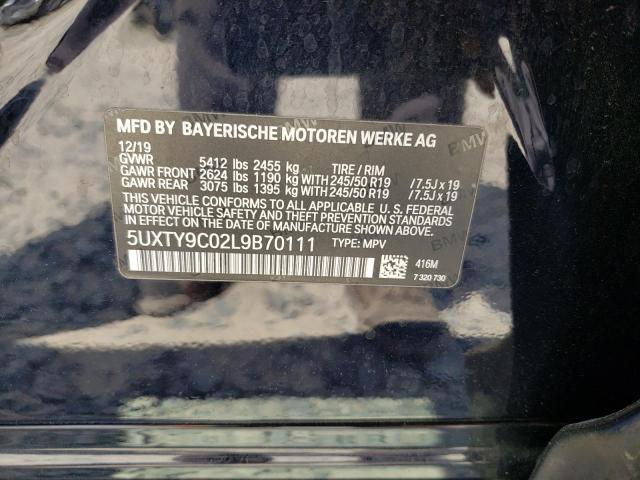 MFD BY BAYERISCHE MOTOREN WERKE AG
12/19
GVWR 5412 lbs 2455 kg TIRE / RIM
GAWR FRONT 2624 lbs 1190 kg WITH 245/50 R19 /7.5J x 19
GAWR REAR 3075 lbs 1395 kg WITH 245/50 R19 /7.5J x 19
THIS VEHICLE CONFORMS TO ALL APPLICABLE U. S. FEDERAL
MOTOR VEHICLE SAFETY AND THEFT PREVENTION STANDARDS
IN EFFECT ON THE DATE OF MANUFACTURE SHOWN ABOVE.
5UXTY9C02L9B70111 TYPE: MPV
416M
7 320 730